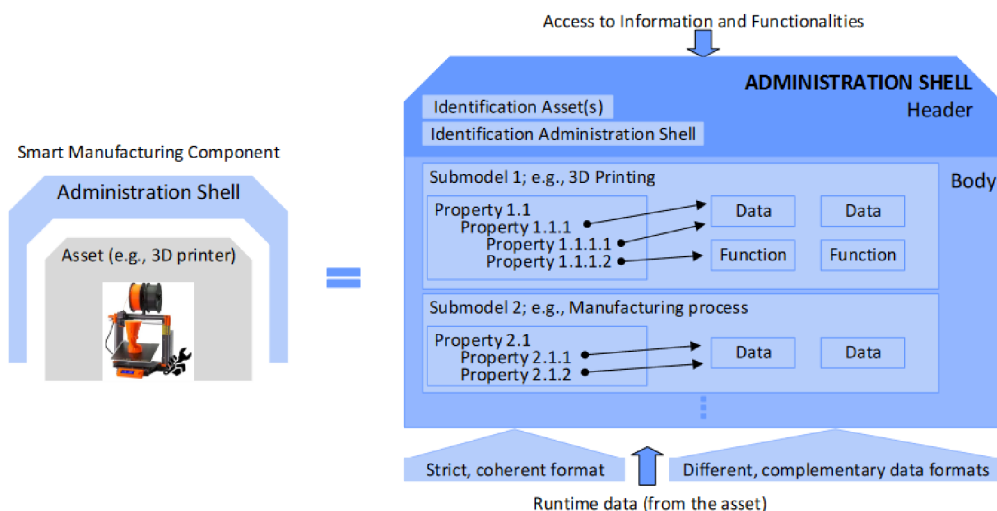 Access to Information and Functionalities
ADMINISTRATION SHELL
Header
Identification Asset(s)
Identification Administration Shell
Smart Manufacturing Component
Administration Shell
Asset (e.g., 3D printer)
Body
Submodel 1; e.g., 3D Printing
Property 1.1
Property 1.1.1
Property 1.1.1.1
Property 1.1.1.2
Data
Data
Function
Function
Submodel 2; e.g., Manufacturing process
Property 2.1
Property 2.1.1
Property 2.1.2
Data
Data
Strict, coherent format
Different, complementary data formats
Runtime data (from the asset)